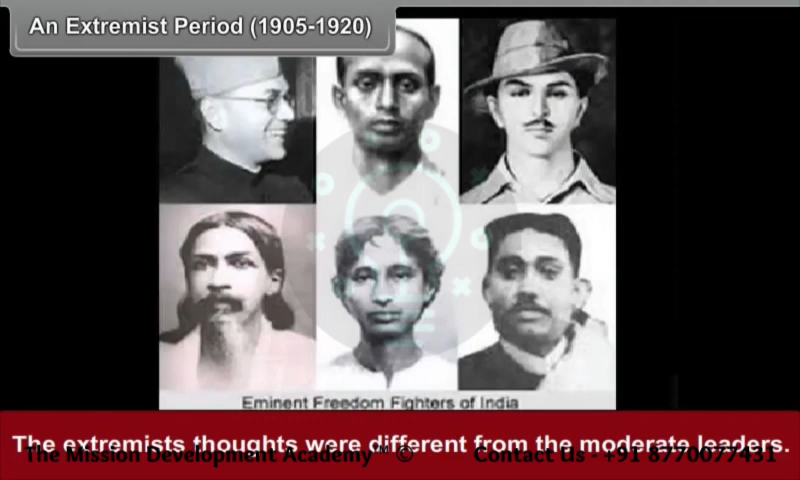 An Extremist Period (1905-1920)
Eminent Freedom Fighters of India
The extremists thoughts were different from the moderate leaders.
The Mission Development Academy™ © Contact Us - +91 8770077431